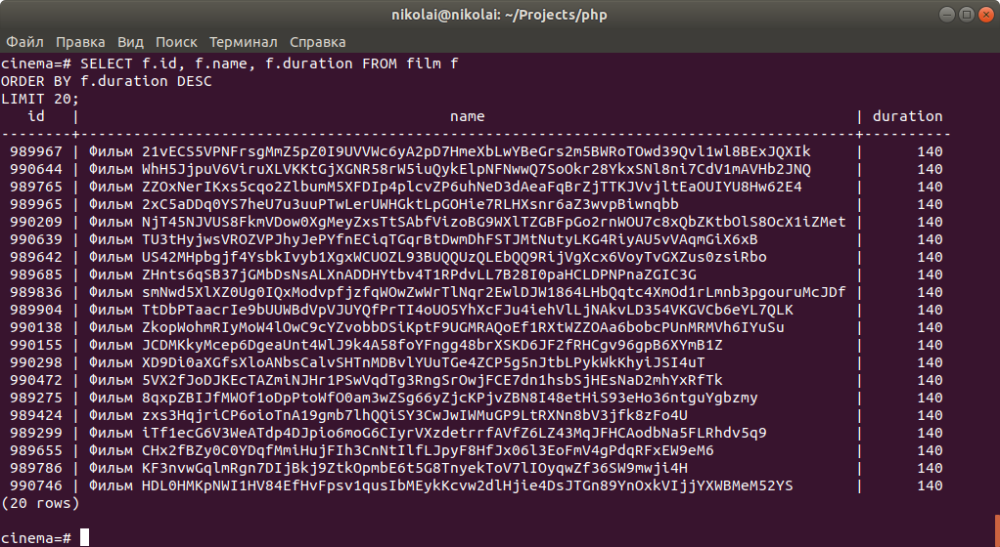 nikolai@nikolai: ~/Projects/php
Файл Правка Вид Поиск Терминал Справка
cinema=# SELECT f.id, f.name, f.duration FROM film f
ORDER BY f.duration DESC
LIMIT 20;
id | name | duration
--------+----------------------------------------------------------------------------------------+----------
989967 | Фильм 21vECS5VPNFrsgMmZ5pZ0I9UVVWc6yA2pD7HmeXbLwYBeGrs2m5BWRoTOwd39Qvl1wl8BExJQXIk | 140
990644 | Фильм WhH5JjpuV6ViruXLVKKtGjXGNR58rW5iuQykElpNFNwwQ7SoOkr28YkxSNl8ni7CdV1mAVHb2JNQ | 140
989765 | Фильм ZZOxNerIKxs5cqo2ZlbumM5XFDIp4plcvZP6uhNeD3dAeaFqBrZjTTKJVvjltEaOUIYU8Hw62E4 | 140
989965 | Фильм 2xC5aDDq0YS7heU7u3uuPTwLerUWHGktLpGOHie7RLHXsnr6aZ3wvpBiwnqbb | 140
990209 | Фильм NjT45NJVUS8FkmVDow0XgMeyZxsTtSAbfVizoBG9WXlTZGBFpGo2rnWOU7c8xQbZKtbOlS8OcX1iZMet | 140
990639 | Фильм TU3tHyjwsVROZVPJhyJePYfnECiqTGqrBtDwmDhFSTJMtNutyLKG4RiyAU5vVAqmGiX6xB | 140
989642 | Фильм US42MHpbgjf4YsbkIvyb1XgxWCUOZL93BUQQUzQLEbQQ9RijVgXcx6VoyTvGXZus0zsiRbo | 140
989685 | Фильм ZHnts6qSB37jGMbDsNsALXnADDHYtbv4T1RPdvLL7B28I0paHCLDPNPnaZGIC3G | 140
989836 | Фильм smNwd5XlXZ0Ug0IQxModvpfjzfqWOwZwWrTlNqr2EwlDJW1864LHbQqtc4XmOd1rLmnb3pgouruMcJDf | 140
989904 | Фильм TtDbPTaacrIe9bUUWBdVpVJUYQfPrTI4oUO5YhXcFJu4iehVlLjNAkvLD354VKGVCb6eYL7QLK | 140
990138 | Фильм ZkopWohmRIyMoW4lOwC9cYZvobbDSiKptF9UGMRAQoEf1RXtWZZOAa6bobcPUnMRMVh6IYuSu | 140
990155 | Фильм JCDMKkyMcep6DgeaUnt4WlJ9k4A58foYFngg48brXSKD6JF2fRHCgv96gpB6XYmB1Z | 140
990298 | Фильм XD9Di0aXGfsXloANbsCalvSHTnMDBvlYUuTGe4ZCP5g5nJtbLPykWkKhyiJSI4uT | 140
990472 | Фильм 5VX2fJoDJKEcTAZmiNJHr1PSwVqdTg3RngSrOwjFCE7dn1hsbSjHEsNaD2mhYxRfTk | 140
989275 | Фильм 8qxpZBIJfMWOf1oDpPtoWfO0am3wZSg66yZjcKPjvZBN8I48etHiS93eHo36ntguYgbzmy | 140
989424 | Фильм zxs3HqjriCP6oioTnA19gmb7lhQQiSY3CwJwIWMuGP9LtRXNn8bV3jfk8zFo4U | 140
989299 | Фильм iTf1ecG6V3WeATdp4DJpio6moG6CIyrVXzdetrrfAVfZ6LZ43MqJFHCAodbNa5FLRhdv5q9 | 140
989655 | Фильм CHx2fBZy0C0YDqfMmiHujFIh3CnNtIlfLJpyF8HfJx06l3EoFmV4gPdqRFxEW9eM6 | 140
989786 | Фильм KF3nvwGqlmRgn7DIjBkj9ZtkOpmbE6t5G8TnyekToV7lIOyqwZf36SW9mwji4H | 140
990746 | Фильм HDL0HMKpNWI1HV84EfHvFpsv1qusIbMEykKcvw2dlHjie4DsJTGn89YnOxkVIjjYXWBMeM52YS | 140
(20 rows)
cinema=#